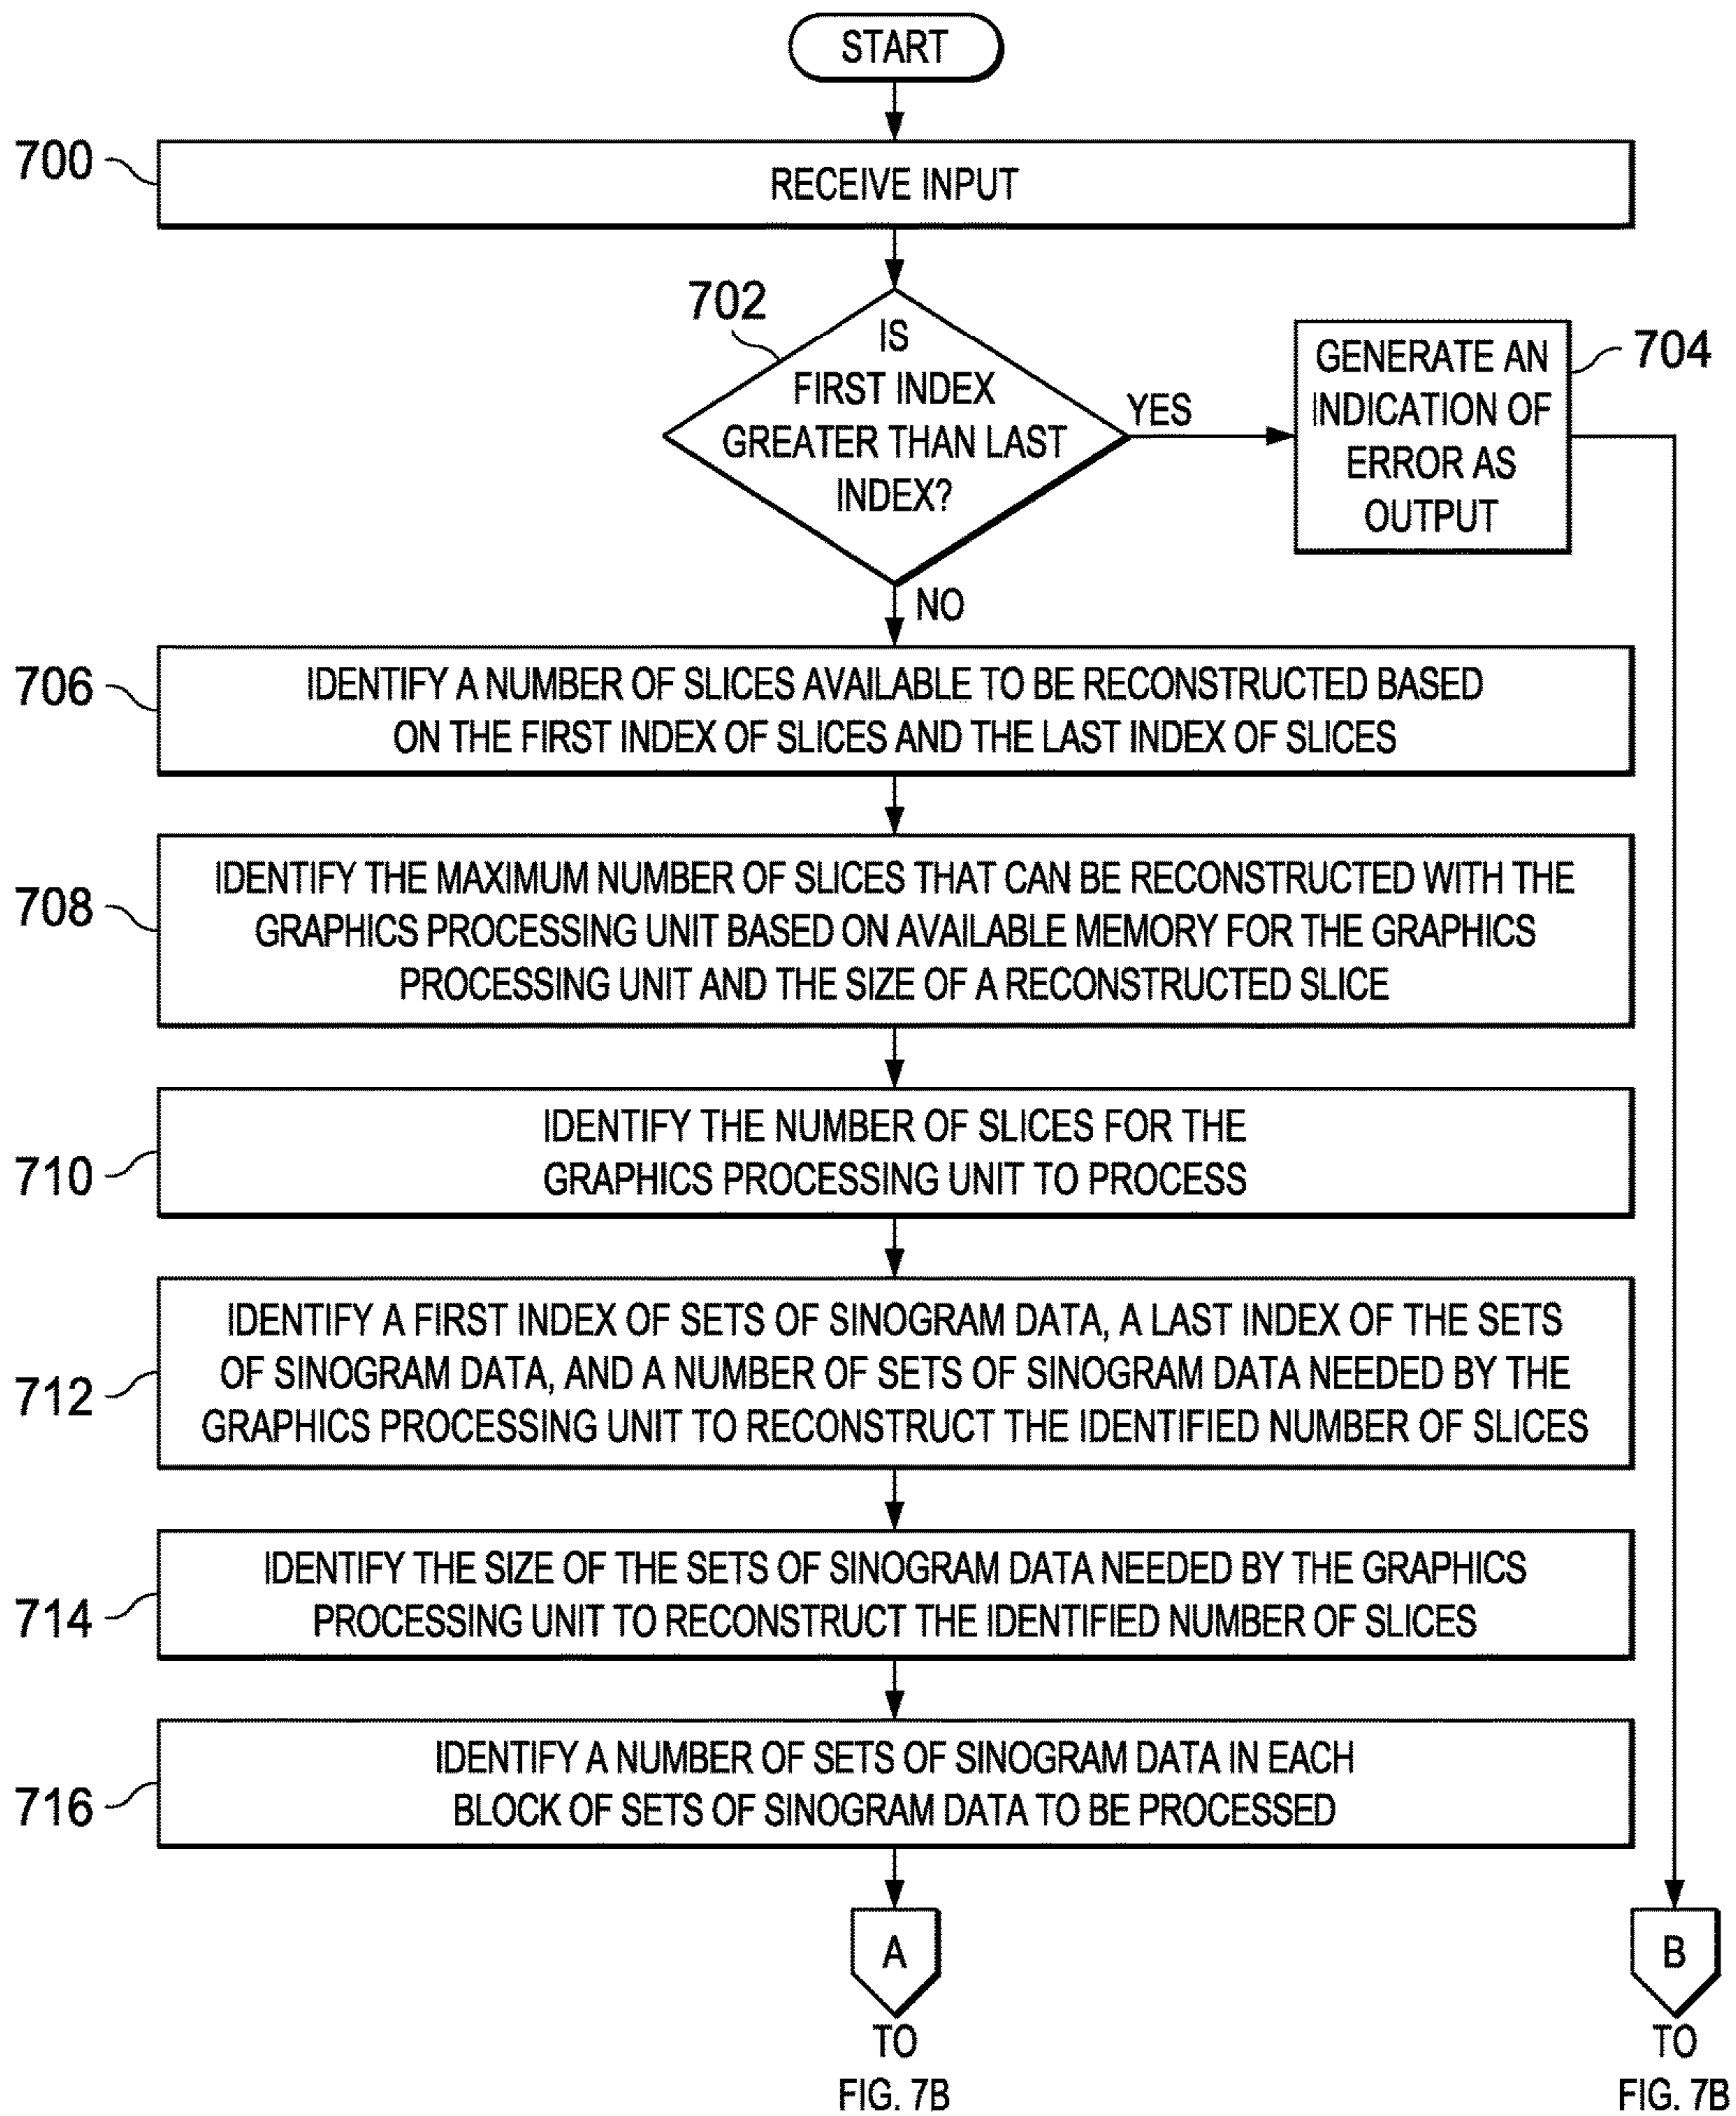 START
700
RECEIVE INPUT
702
IS
FIRST INDEX
GREATER THAN LAST
INDEX?
YES
GENERATE AN
INDICATION OF
ERROR AS
OUTPUT
704
NO
706
IDENTIFY A NUMBER OF SLICES AVAILABLE TO BE RECONSTRUCTED BASED
ON THE FIRST INDEX OF SLICES AND THE LAST INDEX OF SLICES
708
IDENTIFY THE MAXIMUM NUMBER OF SLICES THAT CAN BE RECONSTRUCTED WITH THE
GRAPHICS PROCESSING UNIT BASED ON AVAILABLE MEMORY FOR THE GRAPHICS
PROCESSING UNIT AND THE SIZE OF A RECONSTRUCTED SLICE
710
IDENTIFY THE NUMBER OF SLICES FOR THE
GRAPHICS PROCESSING UNIT TO PROCESS
712
IDENTIFY A FIRST INDEX OF SETS OF SINOGRAM DATA, A LAST INDEX OF THE SETS
OF SINOGRAM DATA, AND A NUMBER OF SETS OF SINOGRAM DATA NEEDED BY THE
GRAPHICS PROCESSING UNIT TO RECONSTRUCT THE IDENTIFIED NUMBER OF SLICES
714
IDENTIFY THE SIZE OF THE SETS OF SINOGRAM DATA NEEDED BY THE GRAPHICS
PROCESSING UNIT TO RECONSTRUCT THE IDENTIFIED NUMBER OF SLICES
716
IDENTIFY A NUMBER OF SETS OF SINOGRAM DATA IN EACH
BLOCK OF SETS OF SINOGRAM DATA TO BE PROCESSED
A
TO
FIG. 7B
B
TO
FIG. 7B